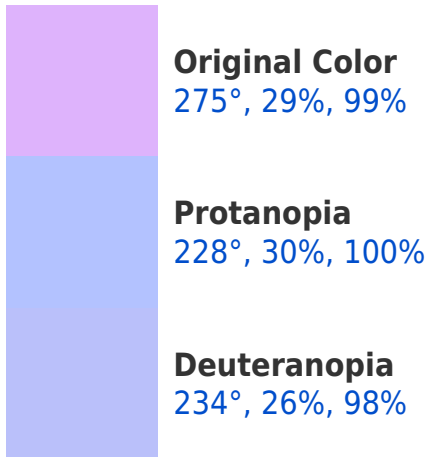 Original Color
275°, 29%, 99%
Protanopia
228°, 30%, 100%
Deuteranopia
234°, 26%, 98%